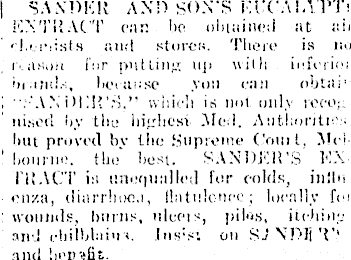 SANDER AND SON'S EUCALYPTI
EXTRACT can be obtained at all
chemists and stores. There is no
reason for putting up with inferior
brands, because you can obtain
"SANDER'S," which is not only recog
nised by the highest Med. Authorities
but proved by the Supreme Court, Mel
bourne, the best. SANDER'S EX-
TRACT is unequalled for colds, influ
enza, diarrhoea, flatulence; locally for
wounds, burns, ulcers, piles, itching
and chilblains. Insist on SANDER'S
and benefit.